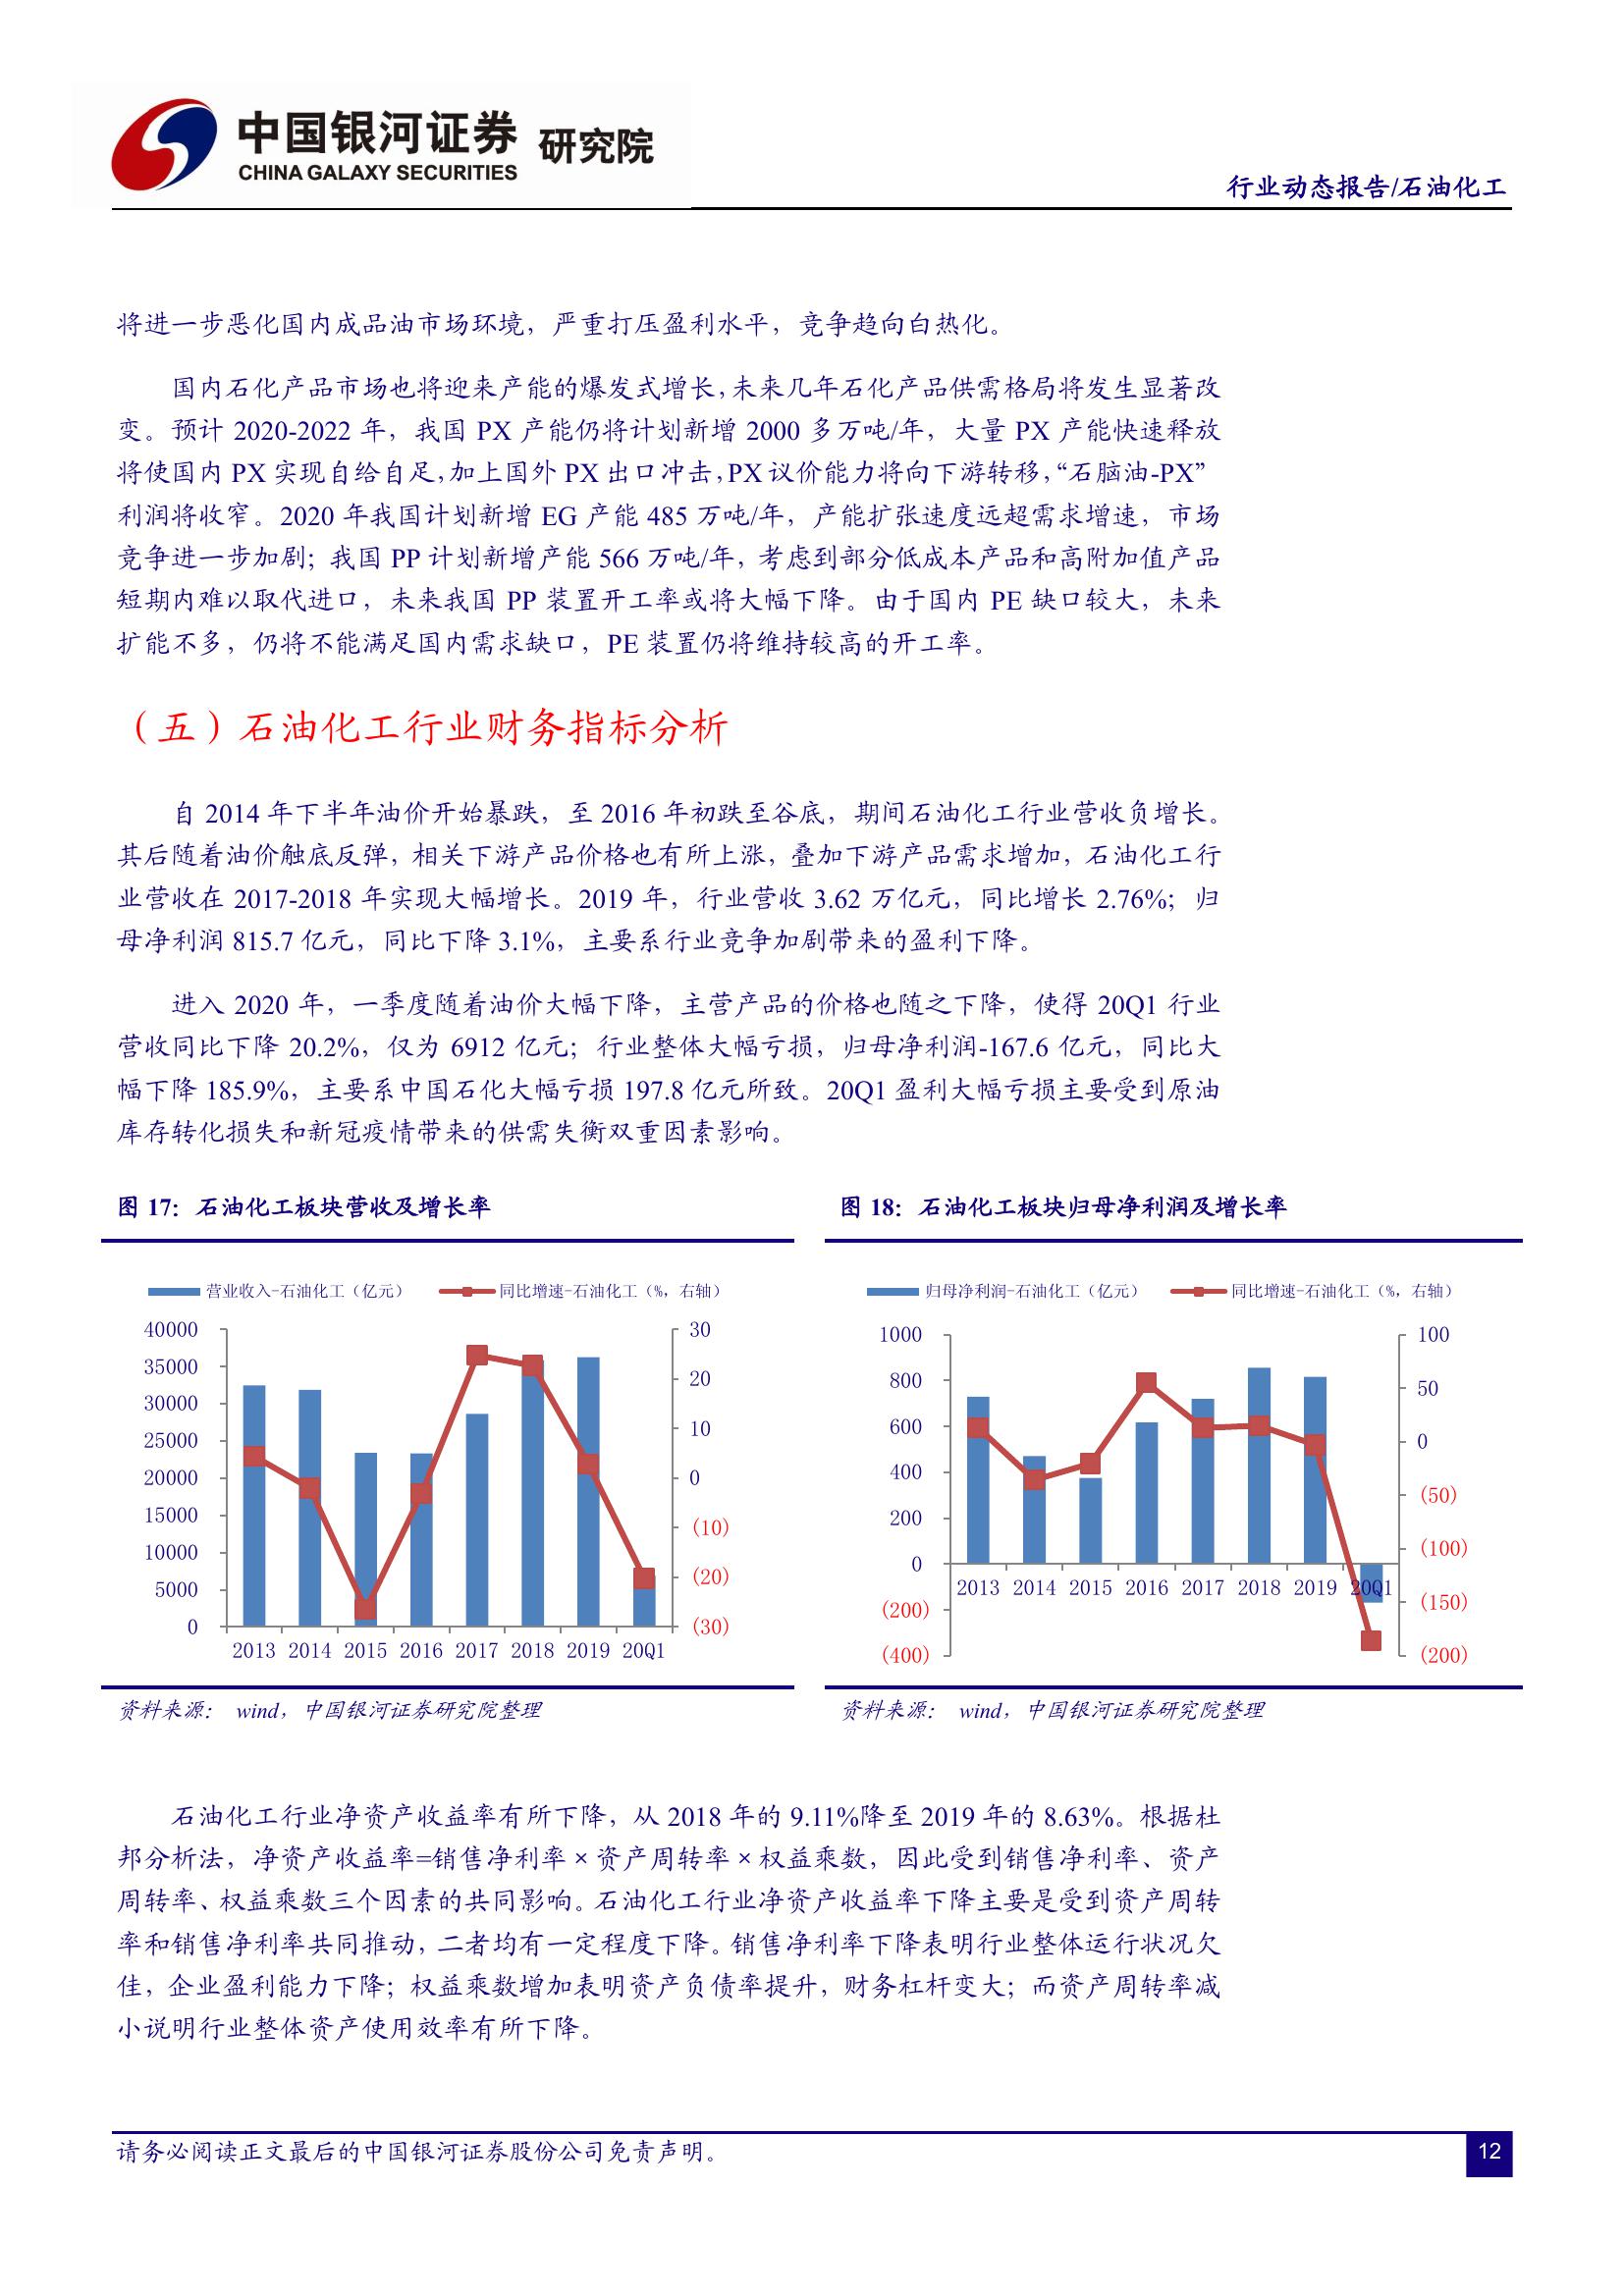 中国银河证券 研究院
CHINA GALAXY SECURITIES
行业动态报告/石油化工
将进一步恶化国内成品油市场环境，严重打压盈利水平，竞争趋向白热化。
国内石化产品市场也将迎来产能的爆发式增长，未来几年石化产品供需格局将发生显著改
变。预计 2020-2022 年，我国 PX 产能仍将计划新增 2000 多万吨/年，大量 PX 产能快速释放
将使国内 PX 实现自给自足，加上国外 PX 出口冲击，PX 议价能力将向下游转移，“石脑油-PX”
利润将收窄。2020 年我国计划新增 EG 产能 485 万吨/年，产能扩张速度远超需求增速，市场
竞争进一步加剧；我国 PP 计划新增产能 566 万吨/年，考虑到部分低成本产品和高附加值产品
短期内难以取代进口，未来我国 PP 装置开工率或将大幅下降。由于国内 PE 缺口较大，未来
扩能不多，仍将不能满足国内需求缺口，PE 装置仍将维持较高的开工率。
（五）石油化工行业财务指标分析
自 2014 年下半年油价开始暴跌，至 2016 年初跌至谷底，期间石油化工行业营收负增长。
其后随着油价触底反弹，相关下游产品价格也有所上涨，叠加下游产品需求增加，石油化工行
业营收在 2017-2018 年实现大幅增长。2019 年，行业营收 3.62 万亿元，同比增长 2.76%；归
母净利润 815.7 亿元，同比下降 3.1%，主要系行业竞争加剧带来的盈利下降。
进入 2020 年，一季度随着油价大幅下降，主营产品的价格也随之下降，使得 20Q1 行业
营收同比下降 20.2%，仅为 6912 亿元；行业整体大幅亏损，归母净利润-167.6 亿元，同比大
幅下降 185.9%，主要系中国石化大幅亏损 197.8 亿元所致。20Q1 盈利大幅亏损主要受到原油
库存转化损失和新冠疫情带来的供需失衡双重因素影响。
图 17：石油化工板块营收及增长率
营业收入-石油化工（亿元） 同比增速-石油化工（%，右轴）
40000 30
35000
30000 20
25000 10
20000 0
15000
10000 (10)
5000 (20)
0 (30)
2013 2014 2015 2016 2017 2018 2019 20Q1
资料来源： wind，中国银河证券研究院整理
图 18：石油化工板块归母净利润及增长率
归母净利润-石油化工（亿元） 同比增速-石油化工（%，右轴）
1000 100
800 50
600 0
400 (50)
200 (100)
0
2013 2014 2015 2016 2017 2018 2019 20Q1
(200) (150)
(400) (200)
资料来源： wind，中国银河证券研究院整理
石油化工行业净资产收益率有所下降，从 2018 年的 9.11%降至 2019 年的 8.63%。根据杜
邦分析法，净资产收益率=销售净利率×资产周转率×权益乘数，因此受到销售净利率、资产
周转率、权益乘数三个因素的共同影响。石油化工行业净资产收益率下降主要是受到资产周转
率和销售净利率共同推动，二者均有一定程度下降。销售净利率下降表明行业整体运行状况欠
佳，企业盈利能力下降；权益乘数增加表明资产负债率提升，财务杠杆变大；而资产周转率减
小说明行业整体资产使用效率有所下降。
请务必阅读正文最后的中国银河证券股份公司免责声明。
12